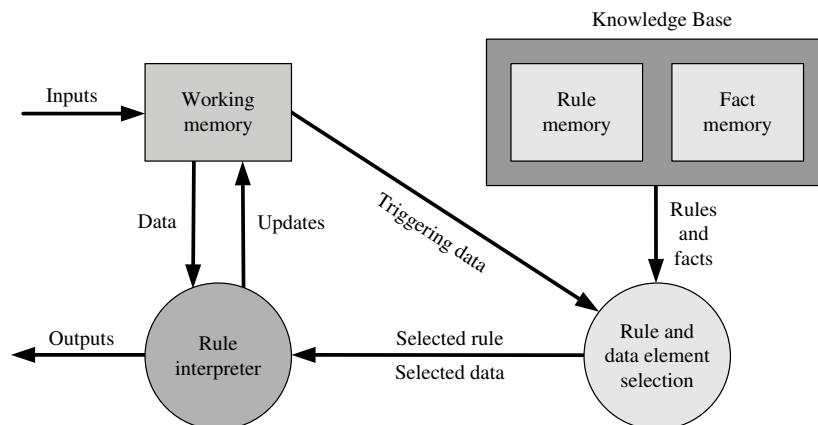 Knowledge Base
Inputs
Working
memory
Rule
memory
Fact
memory
Data
Updates
Triggering data
Rules
and
facts
Outputs
Rule
interpreter
Selected rule
Selected data
Rule and
data element
selection